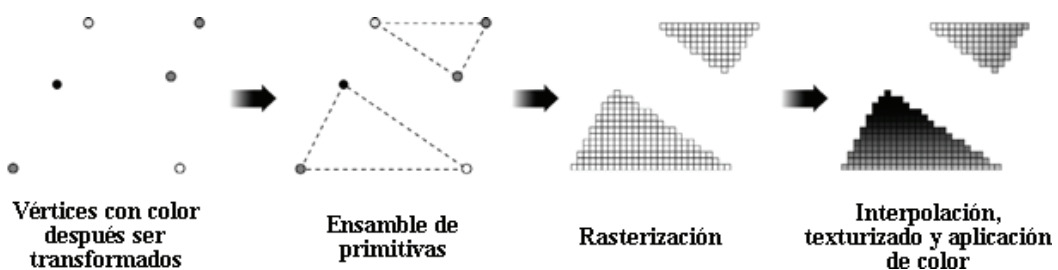 Vértices con color
después ser
transformados
Ensamble de
primitivas
Rasterización
Interpolación,
texturizado y aplicación
de color